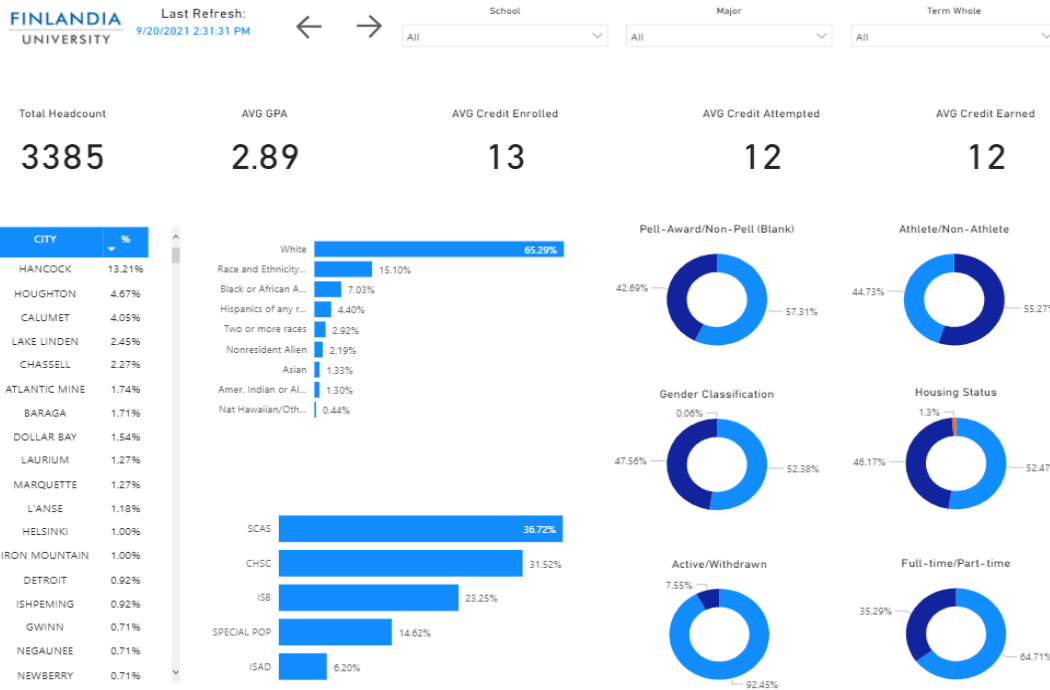 FINLANDIA
UNIVERSITY
Last Refresh:
9/20/2021 2:31:31 PM
School
All
Major
All
Term Whole
All
Total Headcount
3385
AVG GPA
2.89
AVG Credit Enrolled
13
AVG Credit Attempted
12
AVG Credit Earned
12
CITY %
HANCOCK 13.21%
HOUGHTON 4.67%
CALUMET 4.05%
LAKE LINDEN 2.45%
CHASSELL 2.27%
ATLANTIC MINE 1.74%
BARAGA 1.71%
DOLLAR BAY 1.54%
LAURIUM 1.27%
MARQUETTE 1.27%
L'ANSE 1.18%
HELSINKI 1.00%
IRON MOUNTAIN 1.00%
DETROIT 0.92%
ISHPEMING 0.92%
GWINN 0.71%
NEGAUNEE 0.71%
NEWBERRY 0.71%
White 65.29%
Race and Ethnicity... 15.10%
Black or African A... 7.03%
Hispanics of any r... 4.40%
Two or more races 2.92%
Nonresident Alien 2.19%
Asian 1.33%
Amer. Indian or Al... 1.30%
Nat Hawaiian/Oth... 0.44%
SCAS 36.72%
CHSC 31.52%
ISB 23.25%
SPECIAL POP 14.62%
ISAD 6.20%
Pell-Award/Non-Pell (Blank)
42.69%
57.31%
Athlete/Non-Athlete
44.73%
55.27%
Gender Classification
0.06%
47.56%
52.38%
Housing Status
1.3%
46.17%
52.47
Active/Withdrawn
7.55%
92.45%
Full-time/Part-time
35.29%
64.71%